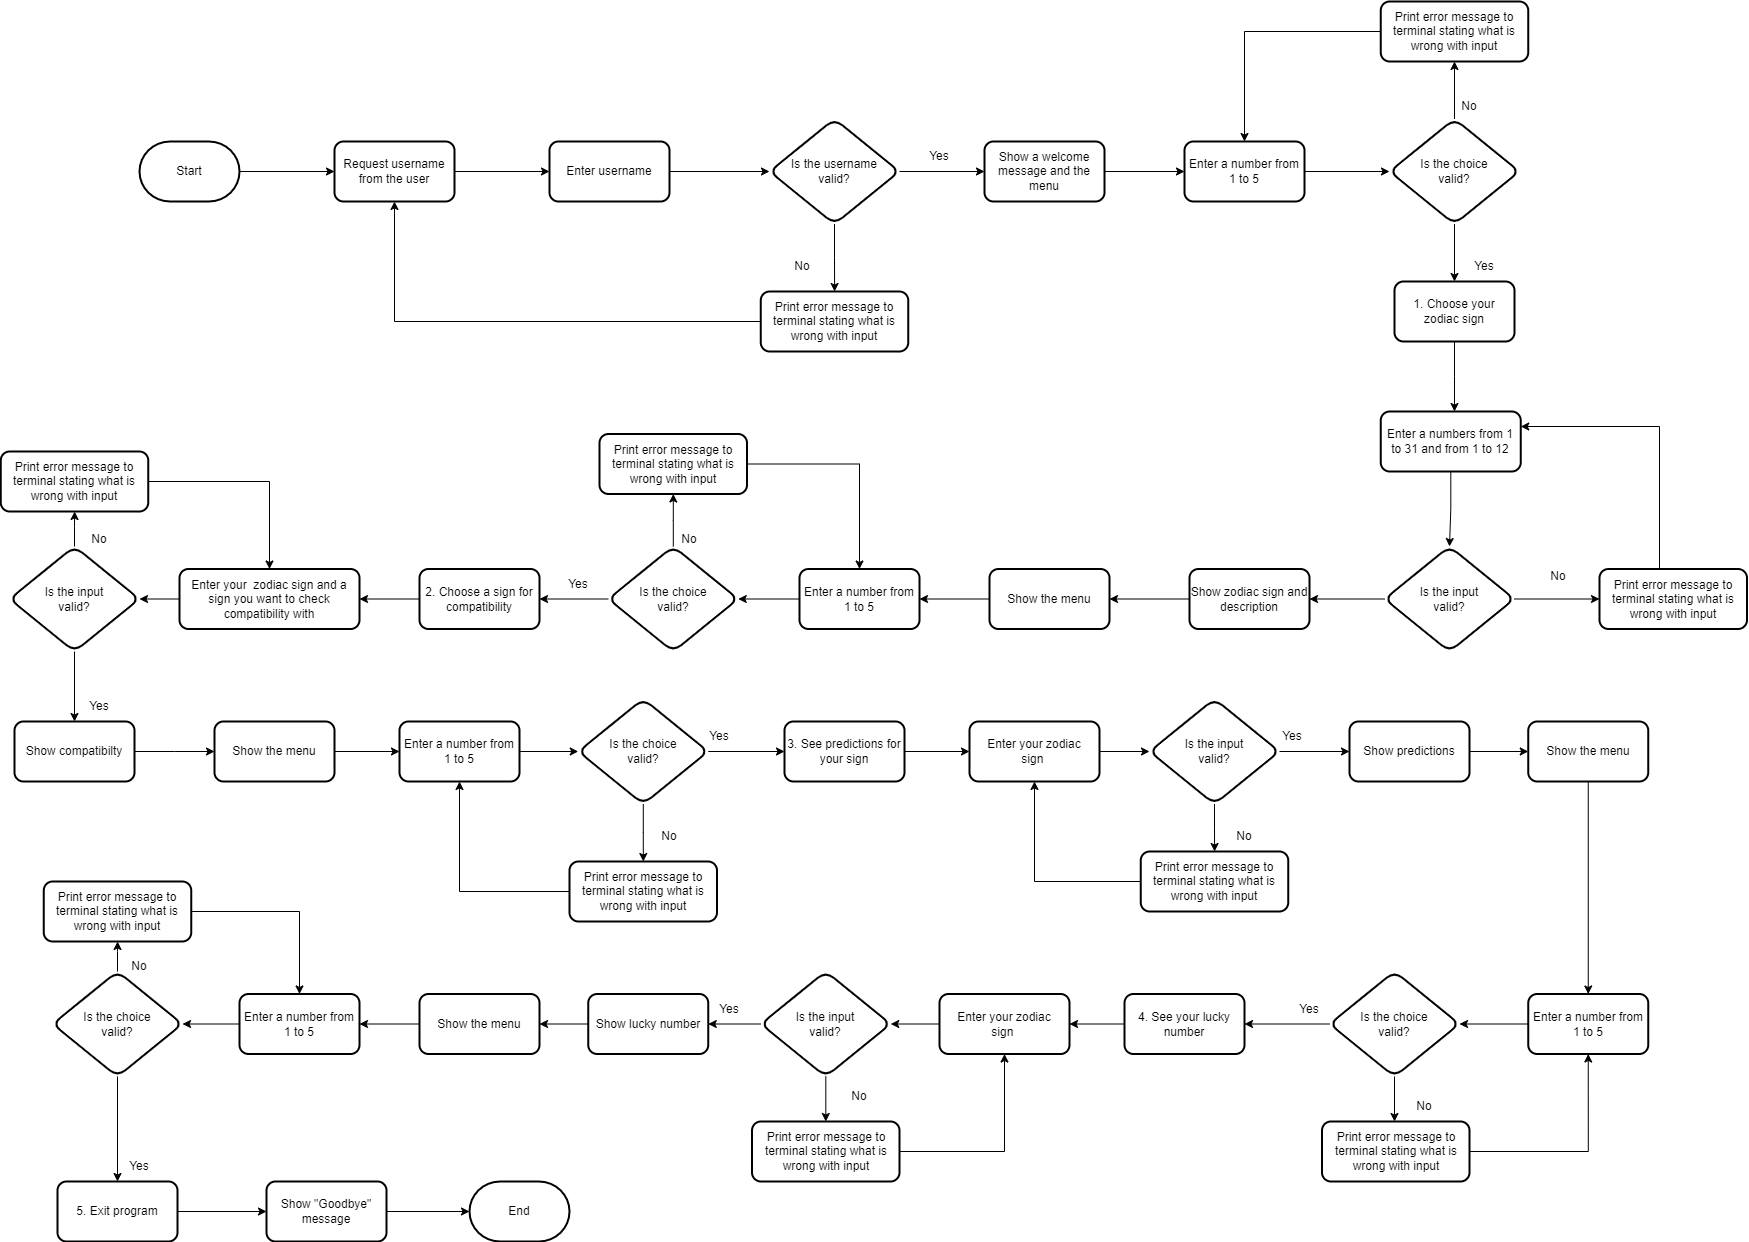 Start
Request username
from the user
Enter username
Is the username
valid?
Yes
No
Print error message to
terminal stating what is
wrong with input
Show a welcome
message and the
menu
Enter a number from
1 to 5
Is the choice
valid?
No
Print error message to
terminal stating what is
wrong with input
Yes
1. Choose your
zodiac sign
Enter a numbers from 1
to 31 and from 1 to 12
Is the input
valid?
No
Print error message to
terminal stating what is
wrong with input
Show zodiac sign and
description
Show the menu
Enter a number from
1 to 5
Is the choice
valid?
No
Print error message to
terminal stating what is
wrong with input
Yes
2. Choose a sign for
compatibility
Enter your  zodiac sign and a
sign you want to check
compatibility with
Is the input
valid?
No
Print error message to
terminal stating what is
wrong with input
Yes
Show compatibilty
Show the menu
Enter a number from
1 to 5
Is the choice
valid?
No
Print error message to
terminal stating what is
wrong with input
Yes
3. See predictions for
your sign
Enter your zodiac
sign
Is the input
valid?
No
Print error message to
terminal stating what is
wrong with input
Yes
Show predictions
Show the menu
Enter a number from
1 to 5
Is the choice
valid?
No
Print error message to
terminal stating what is
wrong with input
Yes
4. See your lucky
number
Enter your zodiac
sign
Is the input
valid?
No
Print error message to
terminal stating what is
wrong with input
Yes
Show lucky number
Show the menu
Enter a number from
1 to 5
Is the choice
valid?
No
Print error message to
terminal stating what is
wrong with input
Yes
5. Exit program
Show "Goodbye"
message
End